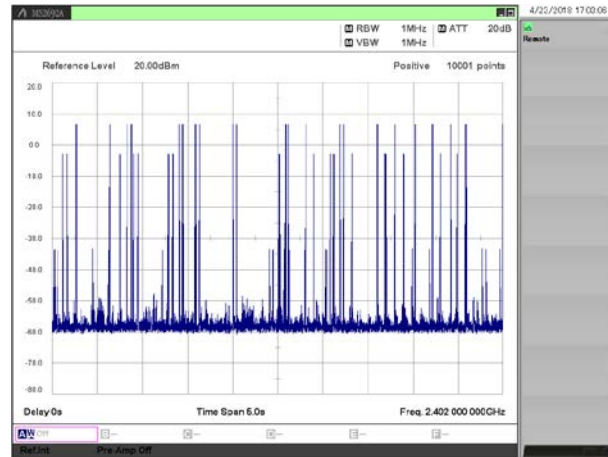 MS2692A
4/23/2018 17:03:06
RBW 1MHz ATT 20dB
VBW 1MHz
Remote
Reference Level 20.00dBm Positive 10001 points
20.0
10.0
0.0
-10.0
-20.0
-30.0
-40.0
-50.0
-60.0
-70.0
-80.0
Delay 0s Time Span 5.0s Freq. 2.402 000 000GHz
Off
Ref.Int Pre-Amp Off